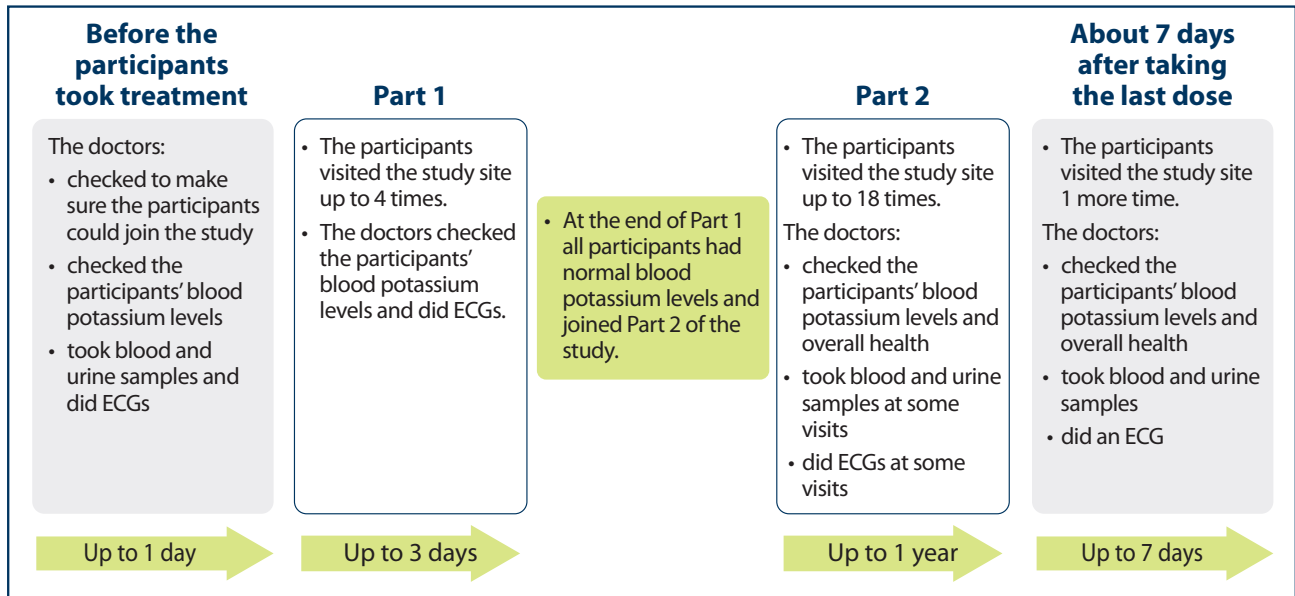 Before the
participants
took treatment
The doctors:
• checked to make
sure the participants
could join the study
• checked the
participants’ blood
potassium levels
• took blood and
urine samples and
did ECGs
Up to 1 day
Part 1
• The participants
visited the study site
up to 4 times.
• The doctors checked
the participants’
blood potassium
levels and did ECGs.
Up to 3 days
• At the end of Part 1
all participants had
normal blood
potassium levels and
joined Part 2 of the
study.
Part 2
• The participants
visited the study site
up to 18 times.
The doctors:
• checked the
participants’ blood
potassium levels and
overall health
• took blood and urine
samples at some
visits
• did ECGs at some
visits
Up to 1 year
About 7 days
after taking
the last dose
• The participants
visited the study site
1 more time.
The doctors:
• checked the
participants’ blood
potassium levels and
overall health
• took blood and urine
samples
• did an ECG
Up to 7 days